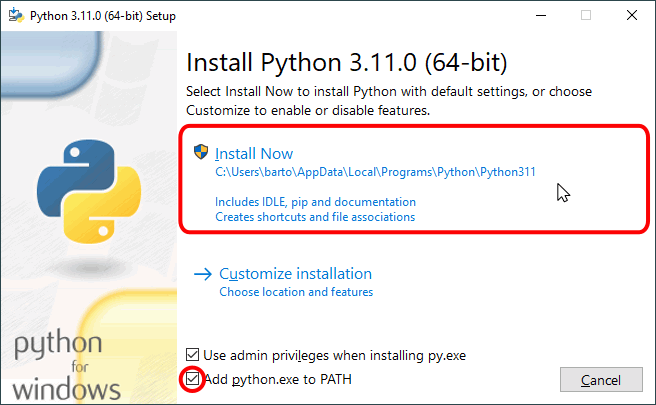 Python 3.11.0 (64-bit) Setup
Install Python 3.11.0 (64-bit)
Select Install Now to install Python with default settings, or choose
Customize to enable or disable features.
Install Now
C:\Users\barto\AppData\Local\Programs\Python\Python311
Includes IDLE, pip and documentation
Creates shortcuts and file associations
Customize installation
Choose location and features
Use admin privileges when installing py.exe
Add python.exe to PATH
python
for
windows
Cancel